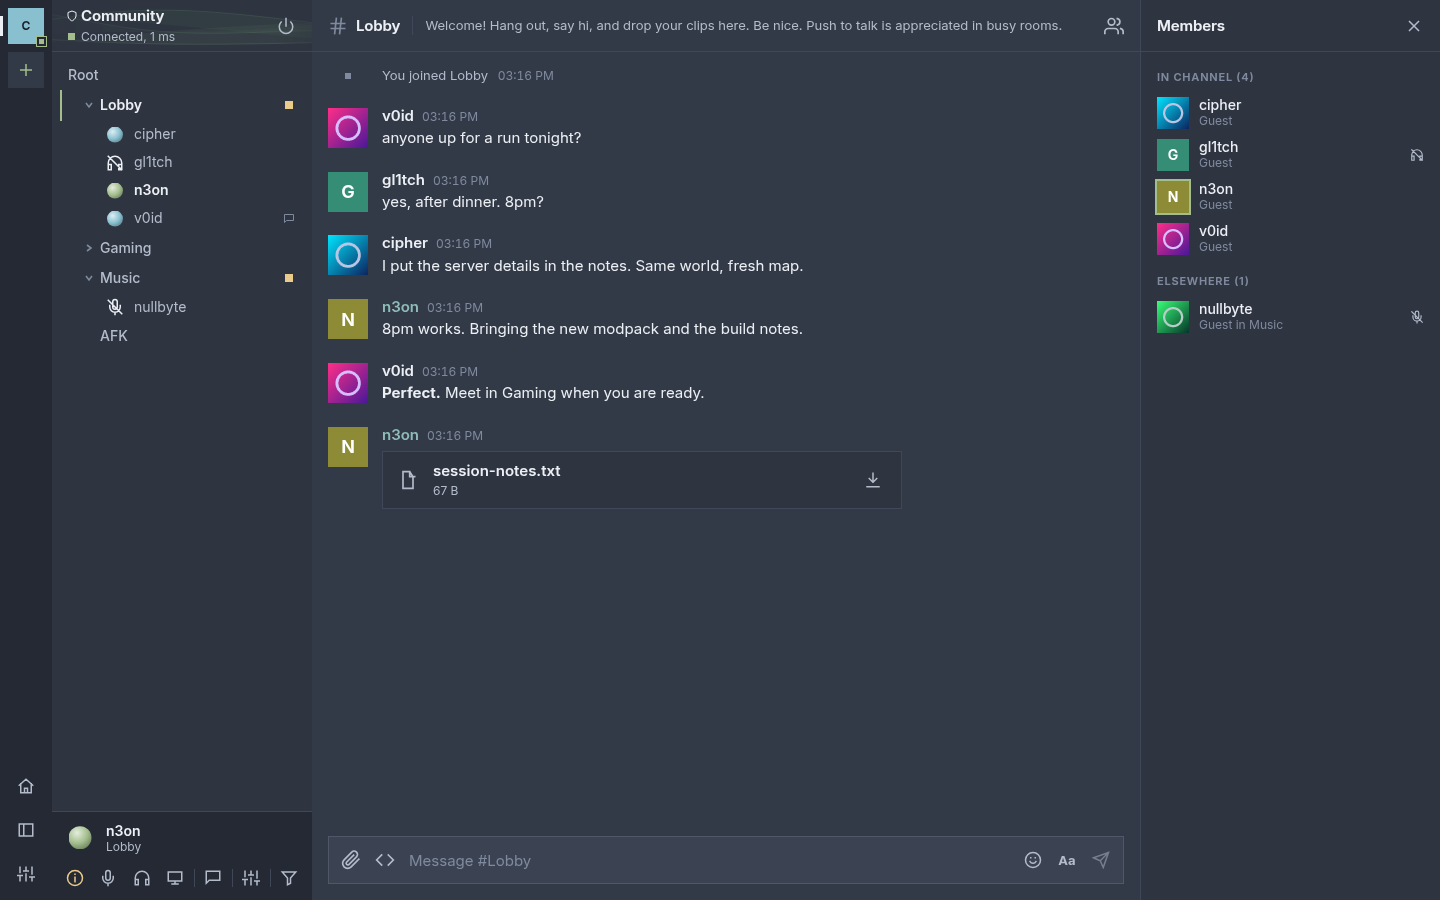 C
Community
Connected, 1 ms
Root
Lobby
cipher
gl1tch
n3on
v0id
Gaming
Music
nullbyte
AFK
n3on
Lobby
Lobby
Welcome! Hang out, say hi, and drop your clips here. Be nice. Push to talk is appreciated in busy rooms.
You joined Lobby 03:16 PM
v0id 03:16 PM
anyone up for a run tonight?
G
gl1tch 03:16 PM
yes, after dinner. 8pm?
cipher 03:16 PM
I put the server details in the notes. Same world, fresh map.
N
n3on 03:16 PM
8pm works. Bringing the new modpack and the build notes.
v0id 03:16 PM
Perfect. Meet in Gaming when you are ready.
N
n3on 03:16 PM
session-notes.txt
67 B
Message #Lobby
Aa
Members
IN CHANNEL (4)
cipher
Guest
G
gl1tch
Guest
N
n3on
Guest
v0id
Guest
ELSEWHERE (1)
nullbyte
Guest In Music